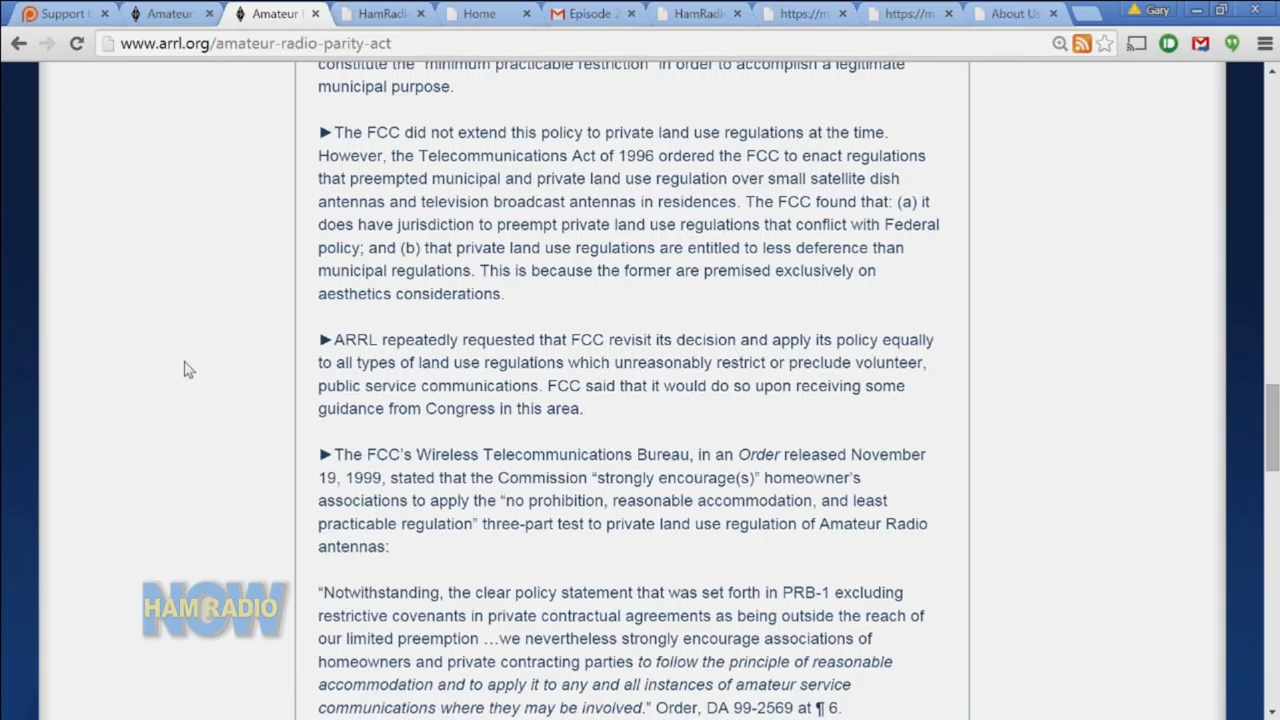 Support
Amateur
Amateur
HamRadi
Home
Episode 2
HamRadi
https://m
https://m
About Us
Gary
www.arrl.org/amateur-radio-parity-act
constitute the "minimum practicable restriction" in order to accomplish a legitimate
municipal purpose.
►The FCC did not extend this policy to private land use regulations at the time.
However, the Telecommunications Act of 1996 ordered the FCC to enact regulations
that preempted municipal and private land use regulation over small satellite dish
antennas and television broadcast antennas in residences. The FCC found that: (a) it
does have jurisdiction to preempt private land use regulations that conflict with Federal
policy; and (b) that private land use regulations are entitled to less deference than
municipal regulations. This is because the former are premised exclusively on
aesthetics considerations.
►ARRL repeatedly requested that FCC revisit its decision and apply its policy equally
to all types of land use regulations which unreasonably restrict or preclude volunteer,
public service communications. FCC said that it would do so upon receiving some
guidance from Congress in this area.
►The FCC's Wireless Telecommunications Bureau, in an Order released November
19, 1999, stated that the Commission “strongly encourage(s)” homeowner’s
associations to apply the “no prohibition, reasonable accommodation, and least
practicable regulation” three-part test to private land use regulation of Amateur Radio
antennas:
“Notwithstanding, the clear policy statement that was set forth in PRB-1 excluding
restrictive covenants in private contractual agreements as being outside the reach of
our limited preemption …we nevertheless strongly encourage associations of
homeowners and private contracting parties to follow the principle of reasonable
accommodation and to apply it to any and all instances of amateur service
communications where they may be involved.” Order, DA 99-2569 at ¶ 6.
HAM RADIO
NOW